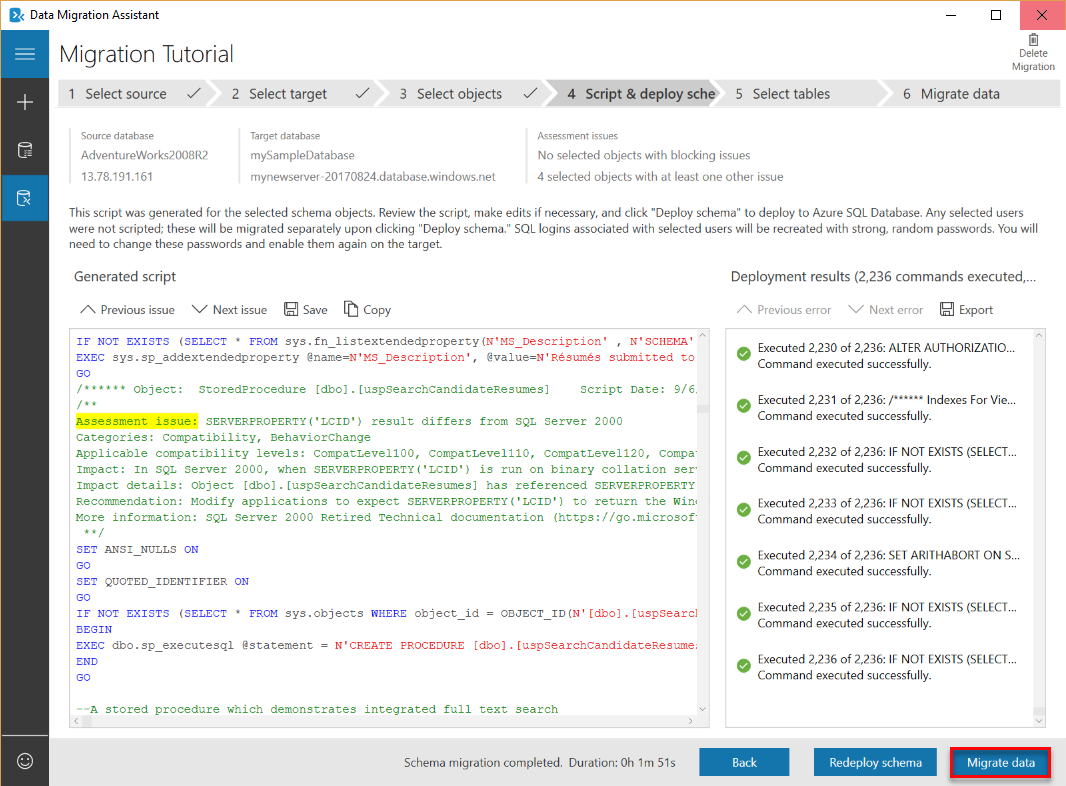 Data Migration Assistant
Migration Tutorial
Delete
Migration
1 Select source
2 Select target
3 Select objects
4 Script & deploy sche
5 Select tables
6 Migrate data
Source database
AdventureWorks2008R2
13.78.191.161
Target database
mySampleDatabase
mynewserver-20170824.database.windows.net
Assessment issues
No selected objects with blocking issues
4 selected objects with at least one other issue
This script was generated for the selected schema objects. Review the script, make edits if necessary, and click "Deploy schema" to deploy to Azure SQL Database. Any selected users
were not scripted; these will be migrated separately upon clicking "Deploy schema." SQL logins associated with selected users will be recreated with strong, random passwords. You will
need to change these passwords and enable them again on the target.
Generated script
Previous issue Next issue Save Copy
IF NOT EXISTS (SELECT * FROM sys.fn_listextendedproperty(N'MS_Description' , N'SCHEMA'
EXEC sys.sp_addextendedproperty @name=N'MS_Description', @value=N'Résumés submitted to
GO
/****** Object:  StoredProcedure [dbo].[uspSearchCandidateResumes]    Script Date: 9/6
/**
Assessment issue: SERVERPROPERTY('LCID') result differs from SQL Server 2000
Categories: Compatibility, BehaviorChange
Applicable compatibility levels: CompatLevel100, CompatLevel110, CompatLevel120, Compat
Impact: In SQL Server 2000, when SERVERPROPERTY('LCID') is run on binary collation serv
Impact details: Object [dbo].[uspSearchCandidateResumes] has referenced SERVERPROPERTY
Recommendation: Modify applications to expect SERVERPROPERTY('LCID') to return the Wind
More information: SQL Server 2000 Retired Technical documentation (https://go.microsoft
**/
SET ANSI_NULLS ON
GO
SET QUOTED_IDENTIFIER ON
GO
IF NOT EXISTS (SELECT * FROM sys.objects WHERE object_id = OBJECT_ID(N'[dbo].[uspSearch
BEGIN
EXEC dbo.sp_executesql @statement = N'CREATE PROCEDURE [dbo].[uspSearchCandidateResumes
END
GO
--A stored procedure which demonstrates integrated full text search
Deployment results (2,236 commands executed,...
Previous error Next error Export
Executed 2,230 of 2,236: ALTER AUTHORIZATIO...
Command executed successfully.
Executed 2,231 of 2,236: /****** Indexes For Vie...
Command executed successfully.
Executed 2,232 of 2,236: IF NOT EXISTS (SELECT...
Command executed successfully.
Executed 2,233 of 2,236: IF NOT EXISTS (SELECT...
Command executed successfully.
Executed 2,234 of 2,236: SET ARITHABORT ON S...
Command executed successfully.
Executed 2,235 of 2,236: IF NOT EXISTS (SELECT...
Command executed successfully.
Executed 2,236 of 2,236: IF NOT EXISTS (SELECT...
Command executed successfully.
Schema migration completed. Duration: 0h 1m 51s
Back
Redeploy schema
Migrate data